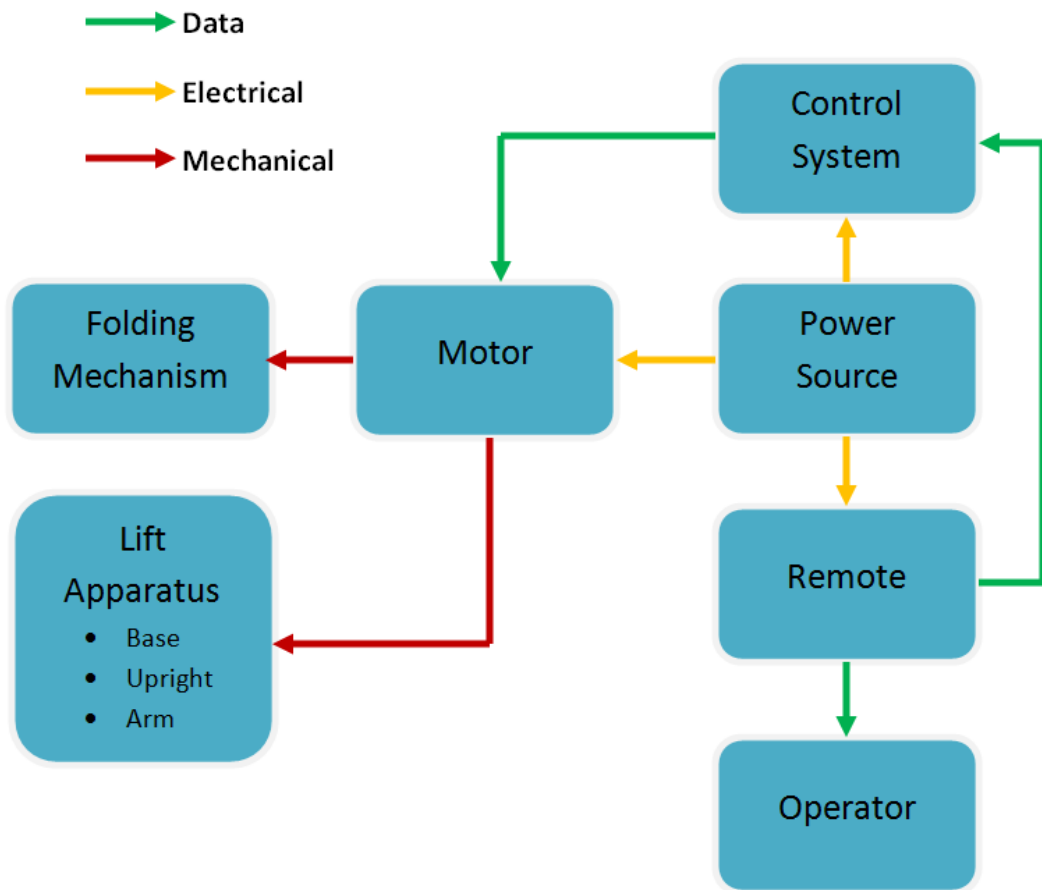 Data
Electrical
Mechanical
Control
System
Folding
Mechanism
Motor
Power
Source
Lift
Apparatus
• Base
• Upright
• Arm
Remote
Operator